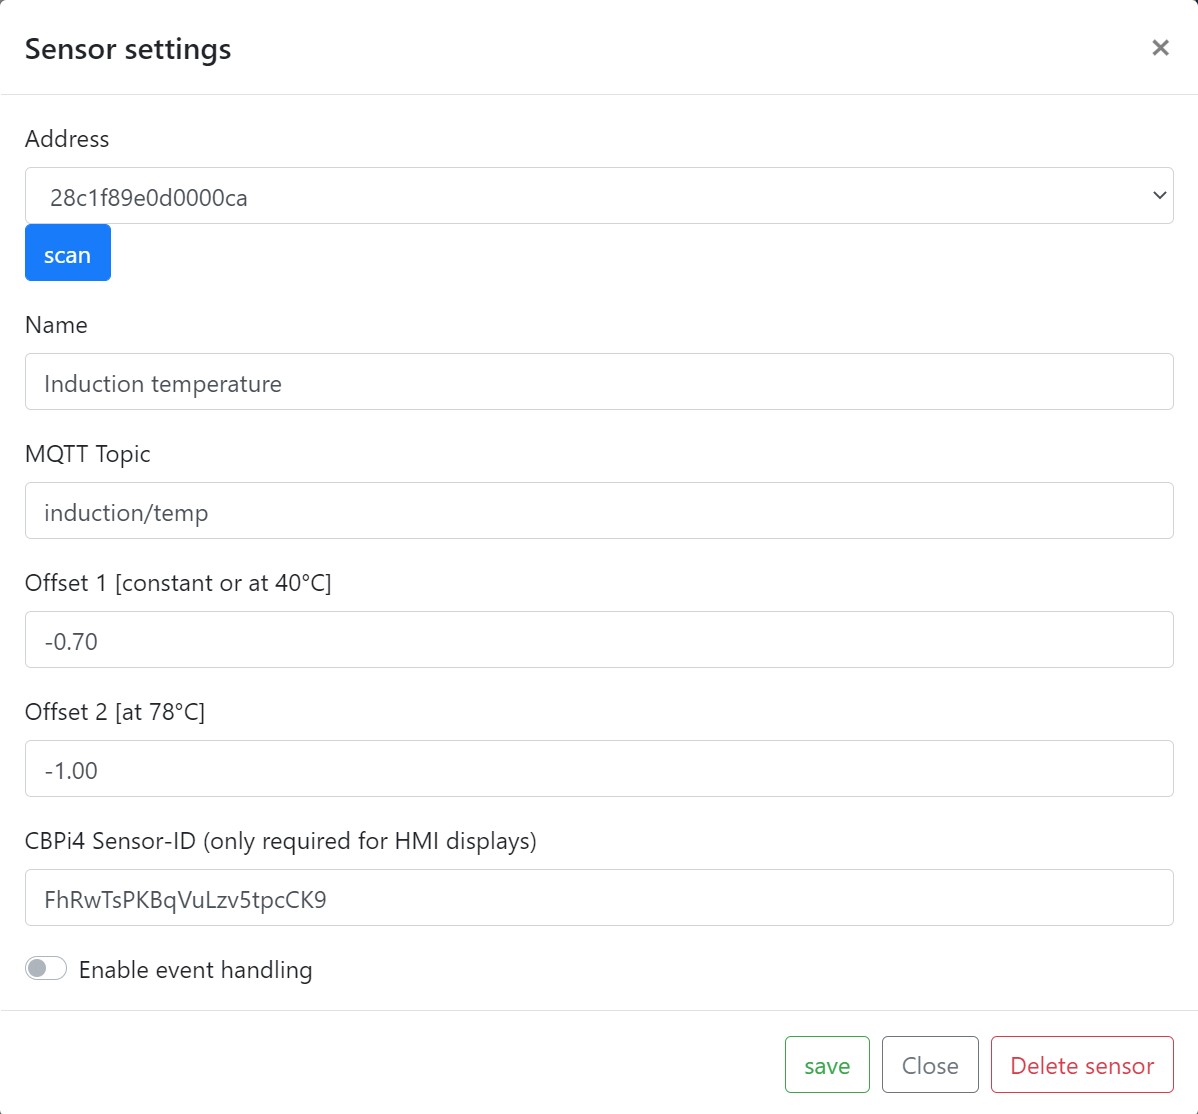 Sensor settings
×
Address
28c1f89e0d0000ca
scan
Name
Induction temperature
MQTT Topic
induction/temp
Offset 1 [constant or at 40°C]
-0.70
Offset 2 [at 78°C]
-1.00
CBPi4 Sensor-ID (only required for HMI displays)
FhRwTsPKBqVuLzv5tpcCK9
Enable event handling
save Close Delete sensor